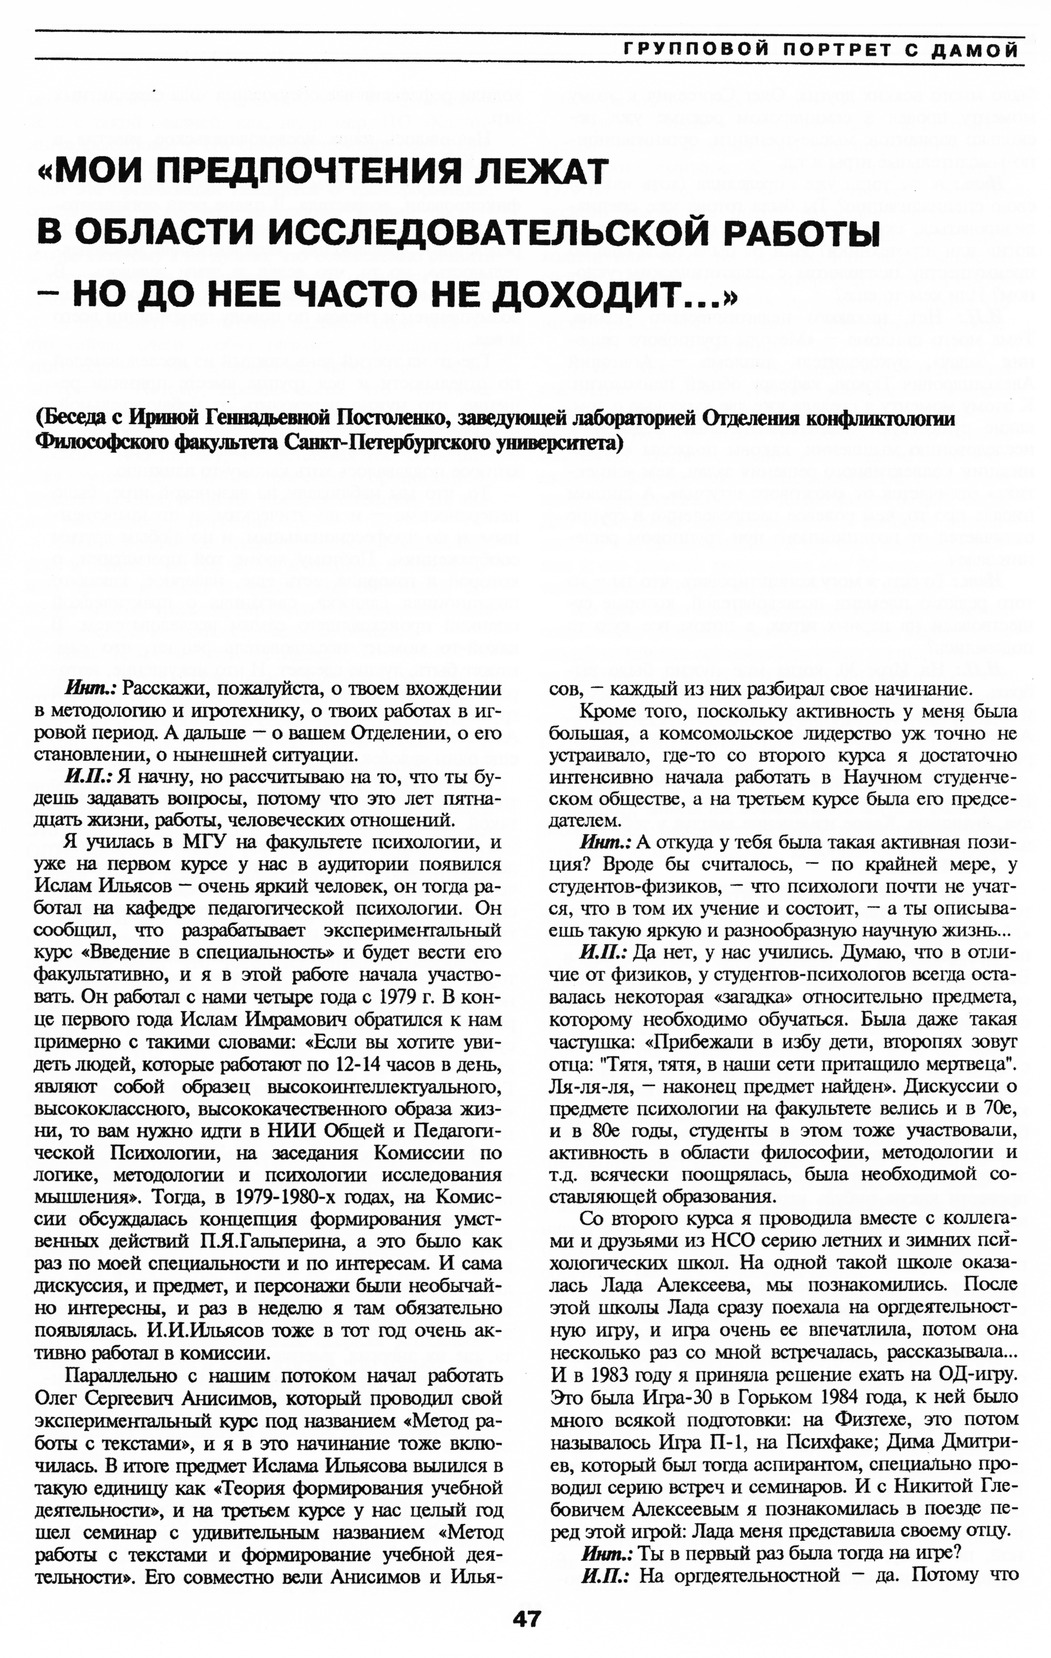 ГРУППОВОЙ ПОРТРЕТ С ДАМОЙ
«МОИ ПРЕДПОЧТЕНИЯ ЛЕЖАТ
В ОБЛАСТИ ИССЛЕДОВАТЕЛЬСКОЙ РАБОТЫ
– НО ДО НЕЕ ЧАСТО НЕ ДОХОДИТ...»
(Беседа с Ириной Геннадьевной Постоленко, заведующей лабораторией Отделения конфликтологии
Философского факультета Санкт-Петербургского университета)
Инт.: Расскажи, пожалуйста, о твоем вхождении
в методологию и игротехнику, о твоих работах в иг-
ровой период. А дальше – о вашем Отделении, о его
становлении, о нынешней ситуации.
И.П.: Я начну, но рассчитываю на то, что ты бу-
дешь задавать вопросы, потому что это лет пятна-
дцать жизни, работы, человеческих отношений.
Я училась в МГУ на факультете психологии, и
уже на первом курсе у нас в аудитории появился
Ислам Ильясов – очень яркий человек, он тогда ра-
ботал на кафедре педагогической психологии. Он
сообщил, что разрабатывает экспериментальный
курс «Введение в специальность» и будет вести его
факультативно, и я в этой работе начала участво-
вать. Он работал с нами четыре года с 1979 г. В кон-
це первого года Ислам Имрамович обратился к нам
примерно с такими словами: «Если вы хотите уви-
деть людей, которые работают по 12-14 часов в день,
являют собой образец высокоинтеллектуального,
высококлассного, высококачественного образа жиз-
ни, то вам нужно идти в НИИ Общей и Педагоги-
ческой Психологии, на заседания Комиссии по
логике, методологии и психологии исследования
мышления». Тогда, в 1979-1980-х годах, на Комис-
сии обсуждалась концепция формирования умст-
венных действий П.Я.Гальперина, а это было как
раз по моей специальности и по интересам. И сама
дискуссия, и предмет, и персонажи были необычай-
но интересны, и раз в неделю я там обязательно
появлялась. И.И.Ильясов тоже в тот год очень ак-
тивно работал в комиссии.
Параллельно с нашим потоком начал работать
Олег Сергеевич Анисимов, который проводил свой
экспериментальный курс под названием «Метод ра-
боты с текстами», и я в это начинание тоже вклю-
чилась. В итоге предмет Ислама Ильясова вылился в
такую единицу как «Теория формирования учебной
деятельности», и на третьем курсе у нас целый год
шел семинар с удивительным названием «Метод
работы с текстами и формирование учебной дея-
тельности». Его совместно вели Анисимов и Илья-
сов, – каждый из них разбирал свое начинание.
Кроме того, поскольку активность у меня была
большая, а комсомольское лидерство уж точно не
устраивало, где-то со второго курса я достаточно
интенсивно начала работать в Научном студенче-
ском обществе, а на третьем курсе была его предсе-
дателем.
Инт.: А откуда у тебя была такая активная пози-
ция? Вроде бы считалось, – по крайней мере, у
студентов-физиков, – что психологи почти не учат-
ся, что в том их учение и состоит, – а ты описыва-
ешь такую яркую и разнообразную научную жизнь...
И.П.: Да нет, у нас учились. Думаю, что в отли-
чие от физиков, у студентов-психологов всегда оста-
валась некоторая «загадка» относительно предмета,
которому необходимо обучаться. Была даже такая
частушка: «Прибежали в избу дети, второпях зовут
отца: "Тятя, тятя, в наши сети притащило мертвеца".
Ля-ля-ля, – наконец предмет найден». Дискуссии о
предмете психологии на факультете велись и в 70е,
и в 80е годы, студенты в этом тоже участвовали,
активность в области философии, методологии и
т.д. всячески поощрялась, была необходимой со-
ставляющей образования.
Со второго курса я проводила вместе с коллега-
ми и друзьями из НСО серию летних и зимних пси-
хологических школ. На одной такой школе оказа-
лась Лада Алексеева, мы познакомились. После
этой школы Лада сразу поехала на оргдеятельност-
ную игру, и игра очень ее впечатлила, потом она
несколько раз со мной встречалась, рассказывала...
И в 1983 году я приняла решение ехать на ОД-игру.
Это была Игра-30 в Горьком 1984 года, к ней было
много всякой подготовки: на Физтехе, это потом
называлось Игра П-1, на Психфаке; Дима Дмитри-
ев, который был тогда аспирантом, специально про-
водил серию встреч и семинаров. И с Никитой Гле-
бовичем Алексеевым я познакомилась в поезде пе-
ред этой игрой: Лада меня представила своему отцу.
Инт.: Ты в первый раз была тогда на игре?
И.П.: На оргдеятельностной – да. Потому что
47